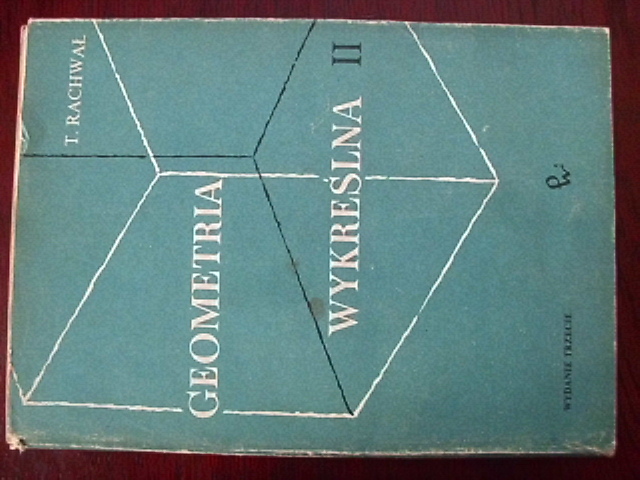 T. RACHWAŁ
GEOMETRIA
WYKREŚLNA II
WYDANIE TRZECIE